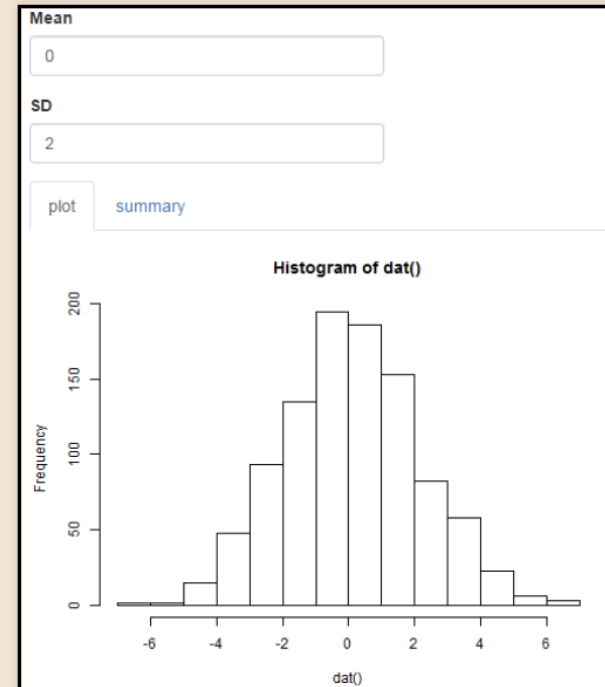 Mean
0
SD
2
plot summary
Histogram of dat()
200
150
100
50
0
Frequency
-6 -4 -2 0 2 4 6
dat()